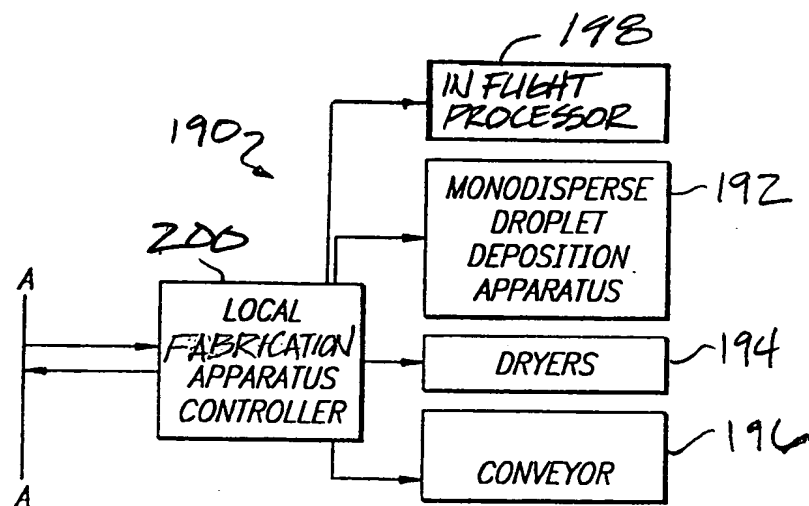 198
IN FLIGHT
PROCESSOR
190
MONODISPERSE
DROPLET
DEPOSITION
APPARATUS
192
200
A
LOCAL
FABRICATION
APPARATUS
CONTROLLER
DRYERS
194
CONVEYOR
196
A